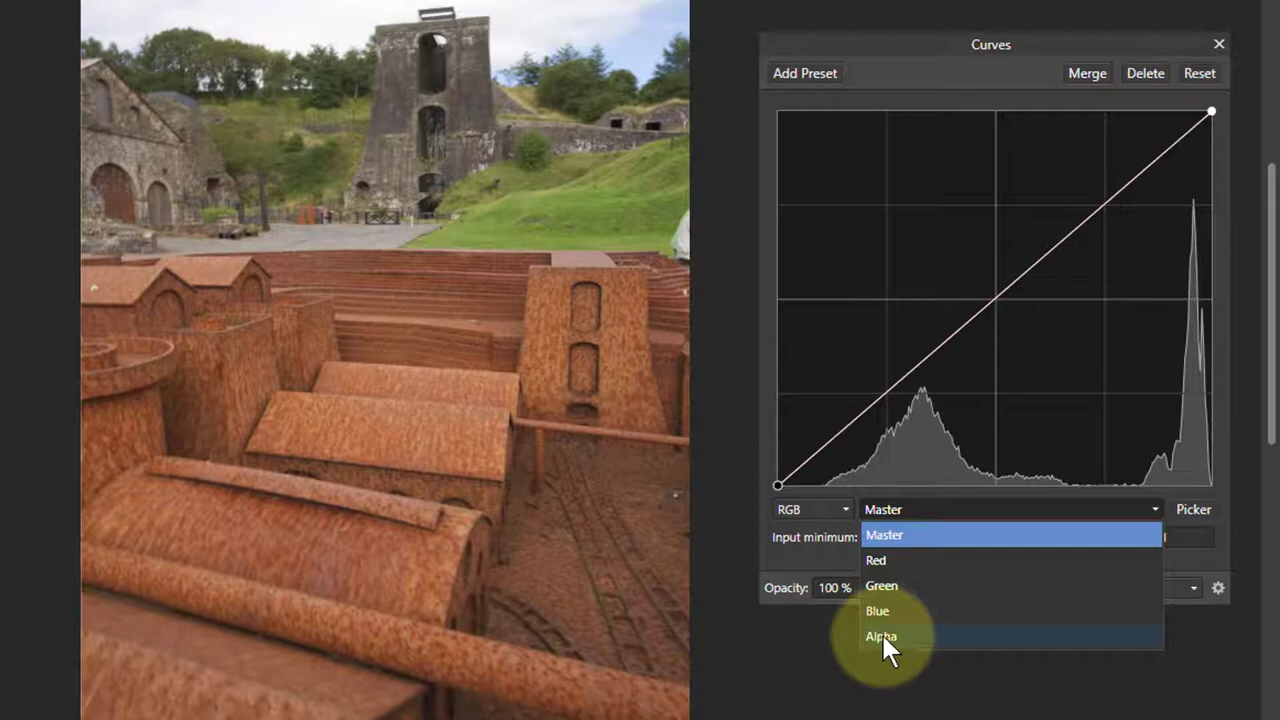 Curves
Add Preset Merge Delete Reset
RGB Master Picker
Input minimum:
Master
Red
Green
Blue
Alpha
Opacity: 100 %